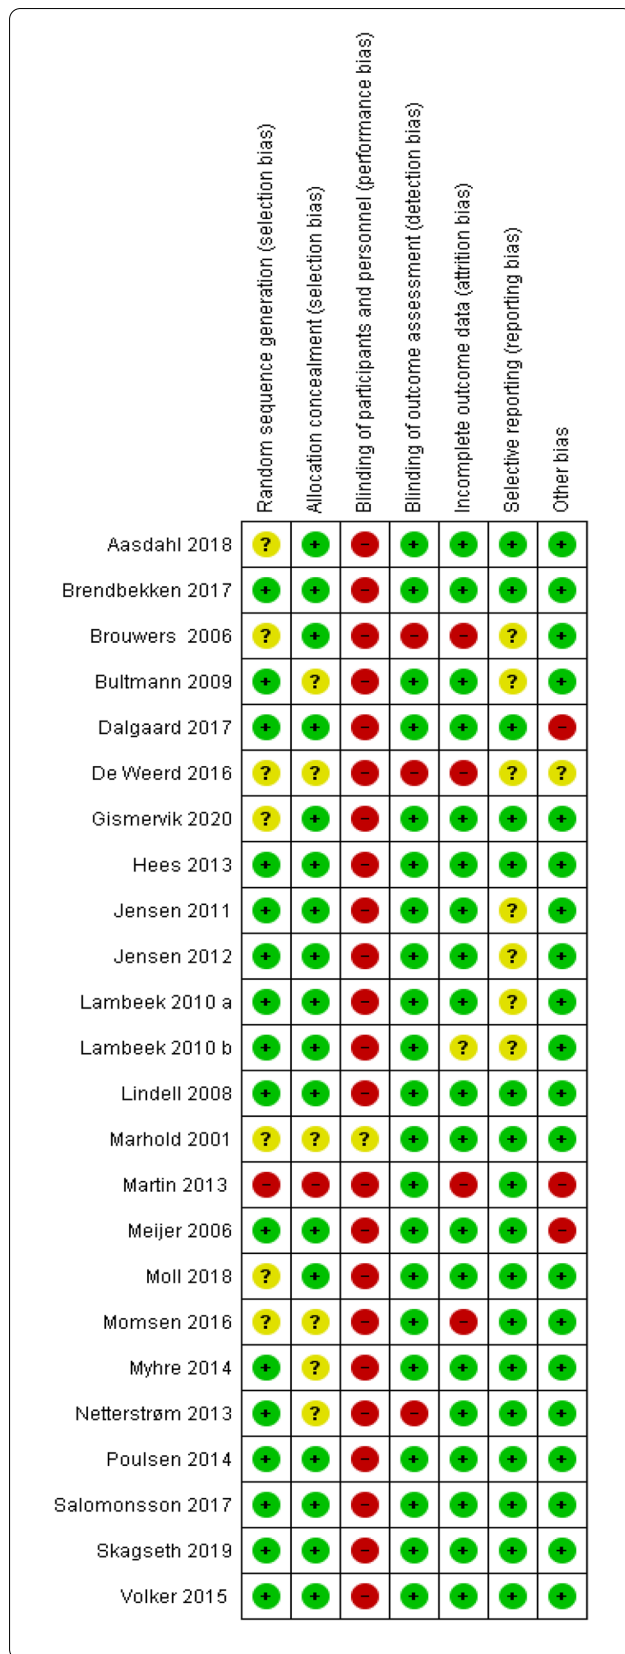 Random sequence generation (selection bias)
Allocation concealment (selection bias)
Blinding of participants and personnel (performance bias)
Blinding of outcome assessment (detection bias)
Incomplete outcome data (attrition bias)
Selective reporting (reporting bias)
Other bias
Aasdahl 2018 ? + - + + + +
Brendbekken 2017 + + - + + + +
Brouwers 2006 ? + - - - ? +
Bultmann 2009 + ? - + + ? +
Dalgaard 2017 + + - + + + -
De Weerd 2016 ? ? - - - ? ?
Gismervik 2020 ? + - + + + +
Hees 2013 + + - + + + +
Jensen 2011 + + - + + ? +
Jensen 2012 + + - + + ? +
Lambeek 2010 a + + - + + ? +
Lambeek 2010 b + + - + ? ? +
Lindell 2008 + + - + + + +
Marhold 2001 ? ? ? + + + +
Martin 2013 - - - + - + -
Meijer 2006 + + - + + + -
Moll 2018 ? + - + + + +
Momsen 2016 ? ? - + - + +
Myhre 2014 + ? - + + + +
Netterstrøm 2013 + ? - - + + +
Poulsen 2014 + + - + + + +
Salomonsson 2017 + + - + + + +
Skagseth 2019 + + - + + + +
Volker 2015 + + - + + + +